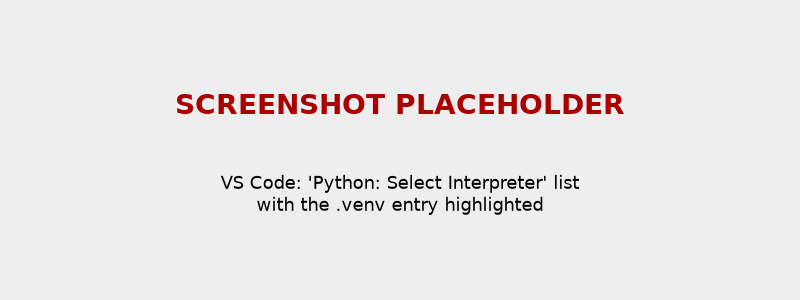 SCREENSHOT PLACEHOLDER
VS Code: 'Python: Select Interpreter' list
with the .venv entry highlighted